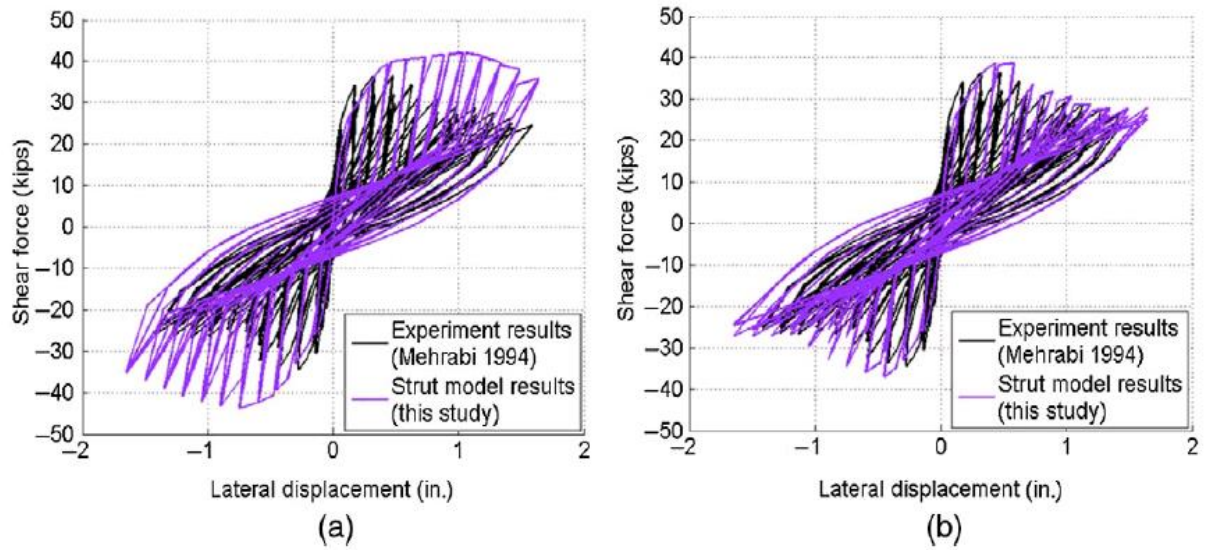 50
40
30
20
10
0
−10
−20
−30
−40
−50
−2
−1
0
1
2
Shear force (kips)
Lateral displacement (in.)
Experiment results
(Mehrabi 1994)
Strut model results
(this study)
(a)
50
40
30
20
10
0
−10
−20
−30
−40
−50
−2
−1
0
1
2
Shear force (kips)
Lateral displacement (in.)
Experiment results
(Mehrabi 1994)
Strut model results
(this study)
(b)